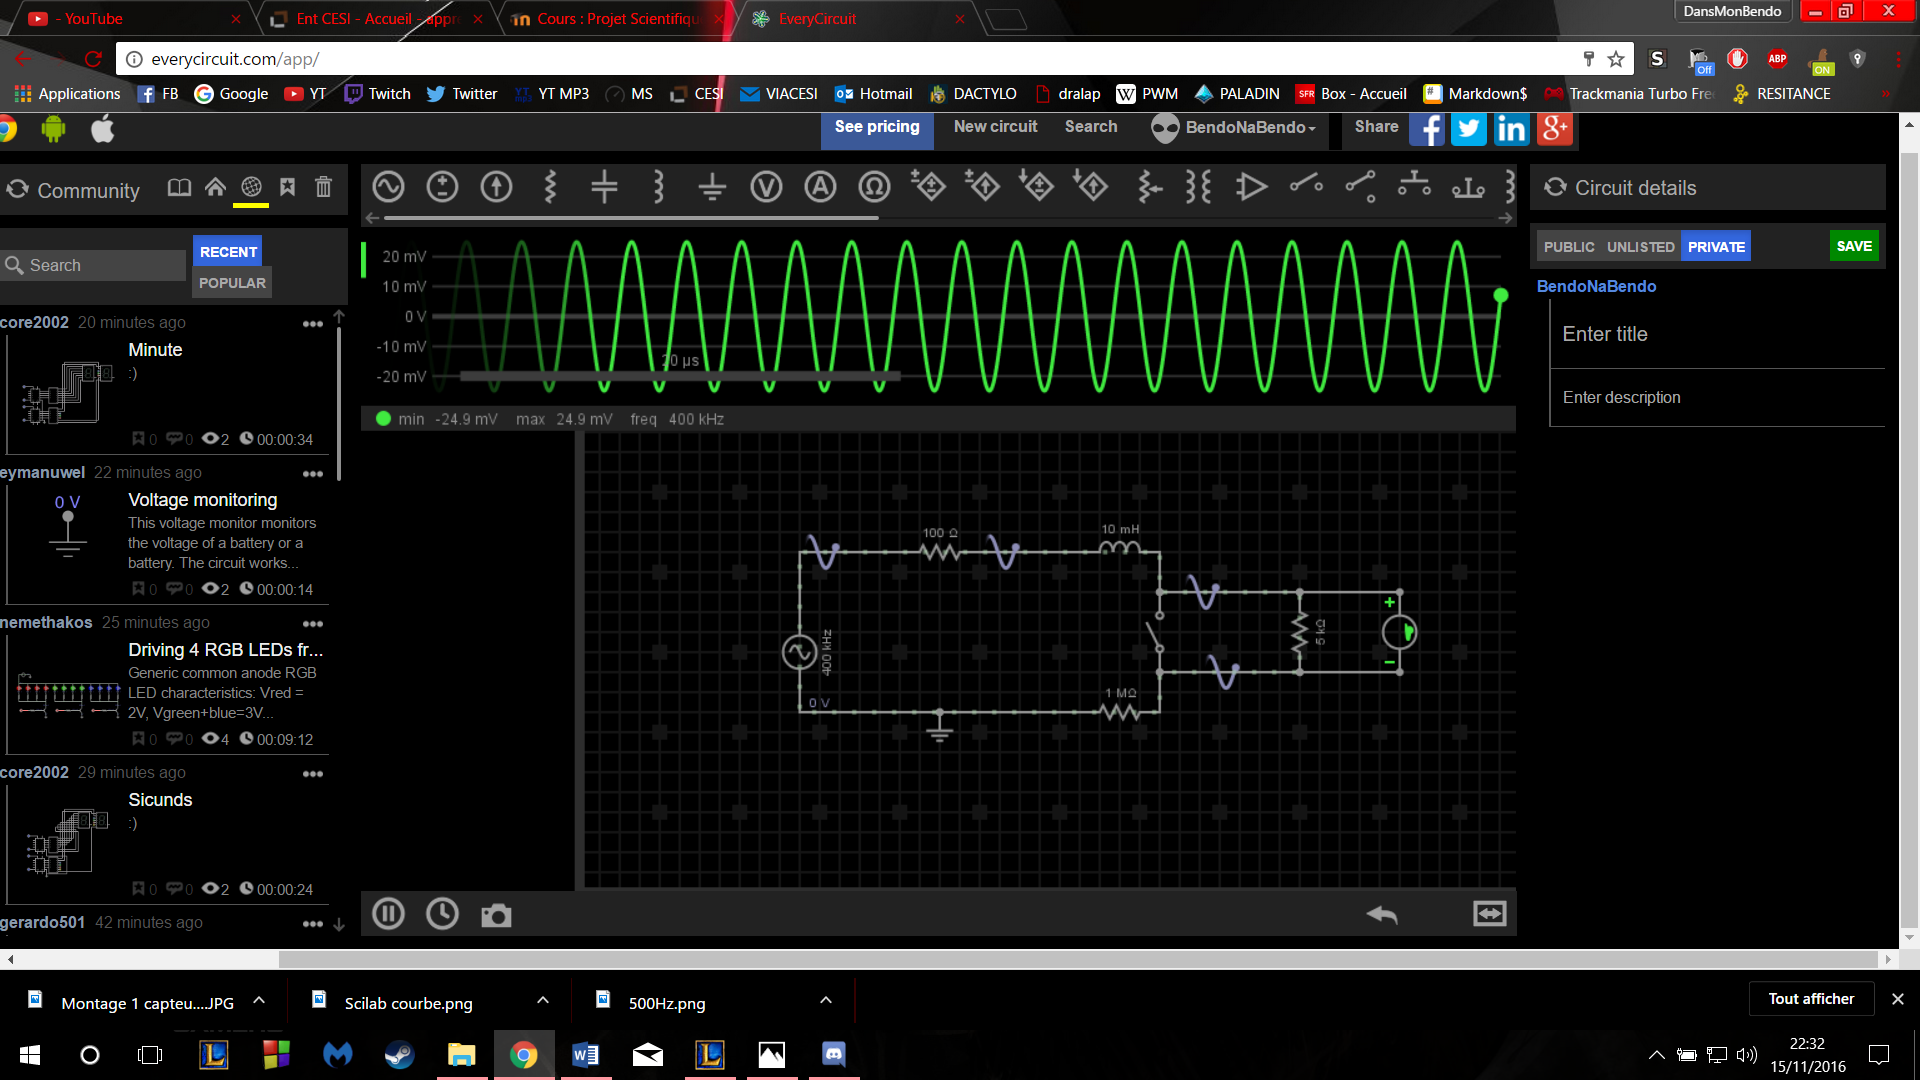 - YouTube
Ent CESI - Accueil - appr
Cours : Projet Scientifiqu
EveryCircuit
DansMonBendo
everycircuit.com/app/
Off
ABP
ON
Applications
FB
Google
YT
Twitch
Twitter
YT MP3
MS
CESI
VIACESI
Hotmail
DACTYLO
dralap
PWM
PALADIN
SFR
Box - Accueil
Markdown$
Trackmania Turbo Fre
RESITANCE
»
See pricing
New circuit
Search
BendoNaBendo
Share
Community
Circuit details
Search
RECENT
POPULAR
20 mV
10 mV
0 V
-10 mV
-20 mV
20 µs
min -24.9 mV max 24.9 mV freq 400 kHz
PUBLIC
UNLISTED
PRIVATE
SAVE
BendoNaBendo
Enter title
Enter description
core2002 20 minutes ago
Minute
:)
0 0 2 00:00:34
eymanuwel 22 minutes ago
0 V
Voltage monitoring
This voltage monitor monitors
the voltage of a battery or a
battery. The circuit works...
0 0 2 00:00:14
nemethakos 25 minutes ago
Driving 4 RGB LEDs fr...
Generic common anode RGB
LED characteristics: Vred =
2V, Vgreen+blue=3V...
0 0 4 00:09:12
core2002 29 minutes ago
Sicunds
:)
0 0 2 00:00:24
gerardo501 42 minutes ago
100 Ω
10 mH
400 kHz
5 kΩ
0 V
1 MΩ
Montage 1 capteu....JPG
Scilab courbe.png
500Hz.png
Tout afficher
22:32
15/11/2016